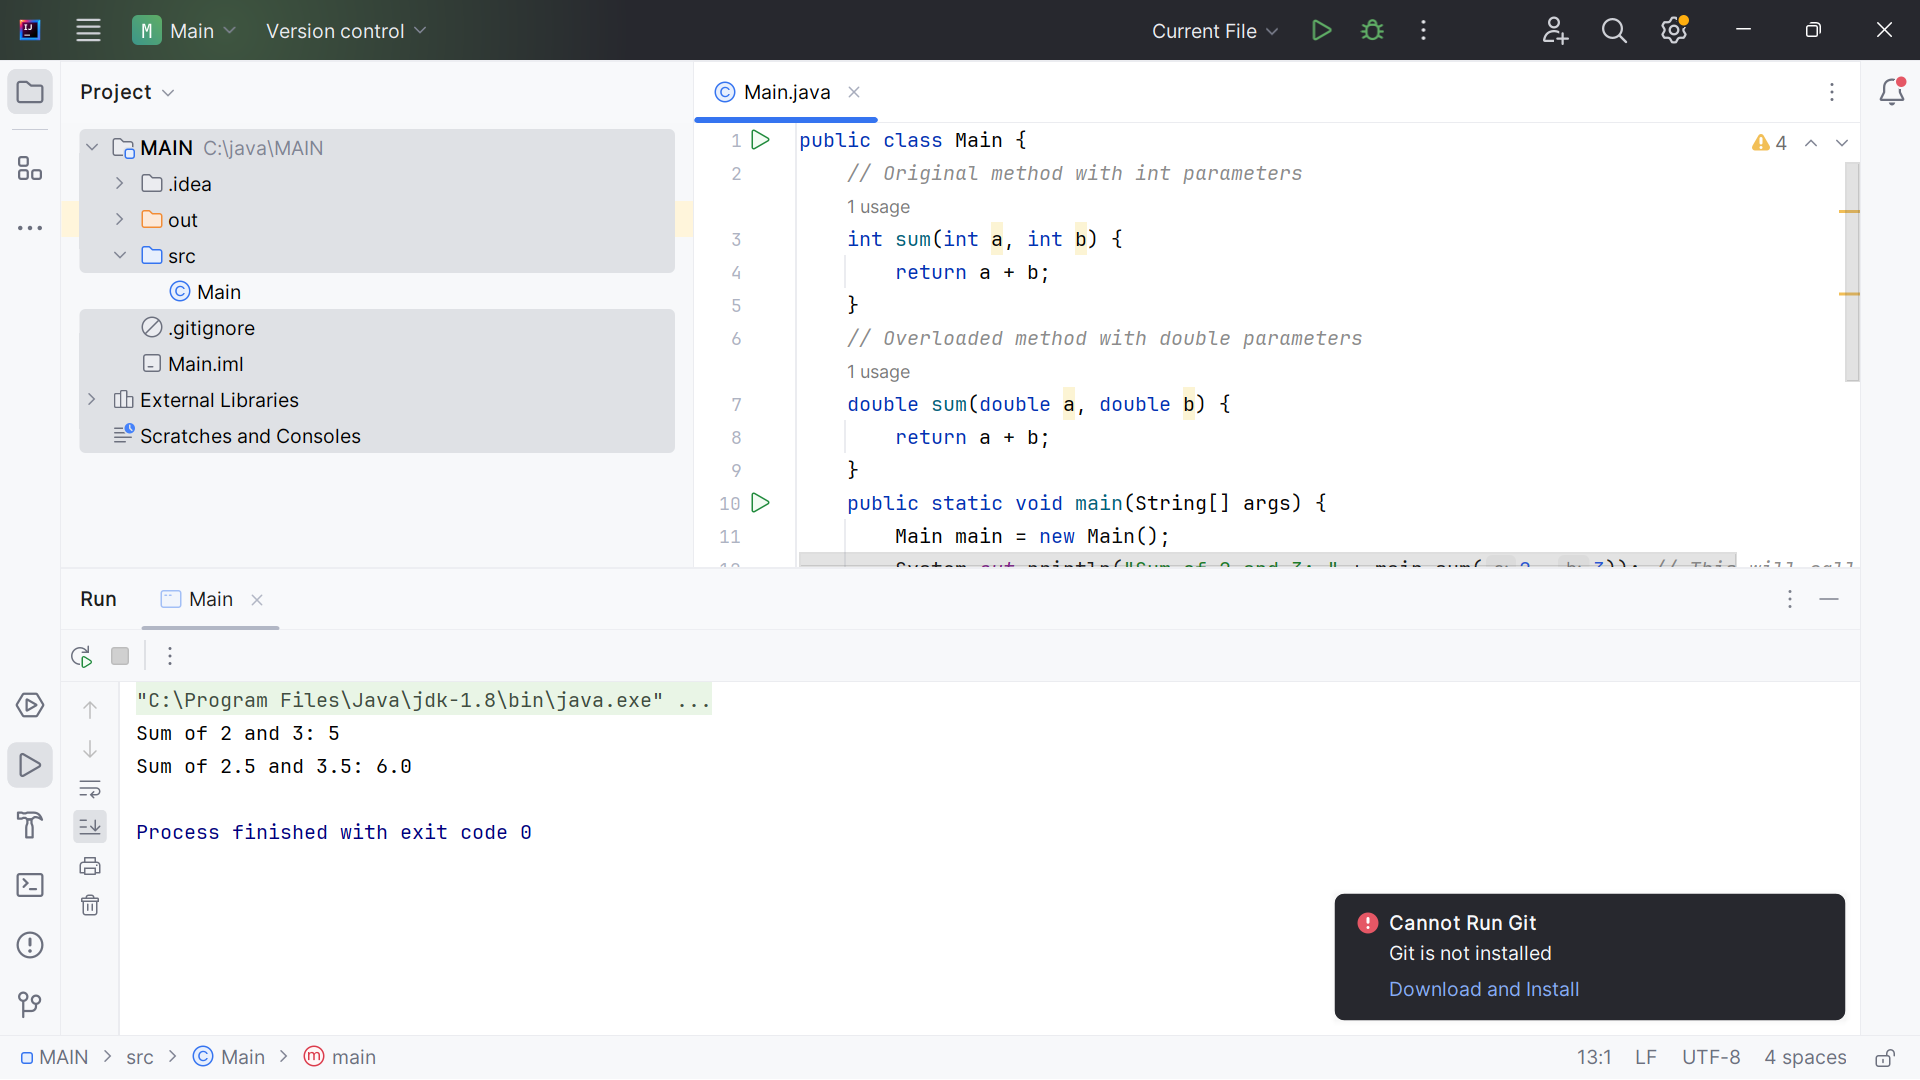 M Main Version control Current File
Project
Main.java
MAIN C:\java\MAIN
.idea
out
src
Main
.gitignore
Main.iml
External Libraries
Scratches and Consoles
4
1 public class Main {
2 // Original method with int parameters
1 usage
3 int sum(int a, int b) {
4 return a + b;
5 }
6 // Overloaded method with double parameters
1 usage
7 double sum(double a, double b) {
8 return a + b;
9 }
10 public static void main(String[] args) {
11 Main main = new Main();
Run Main
"C:\Program Files\Java\jdk-1.8\bin\java.exe" ...
Sum of 2 and 3: 5
Sum of 2.5 and 3.5: 6.0
Process finished with exit code 0
Cannot Run Git
Git is not installed
Download and Install
MAIN > src > Main > main
13:1 LF UTF-8 4 spaces